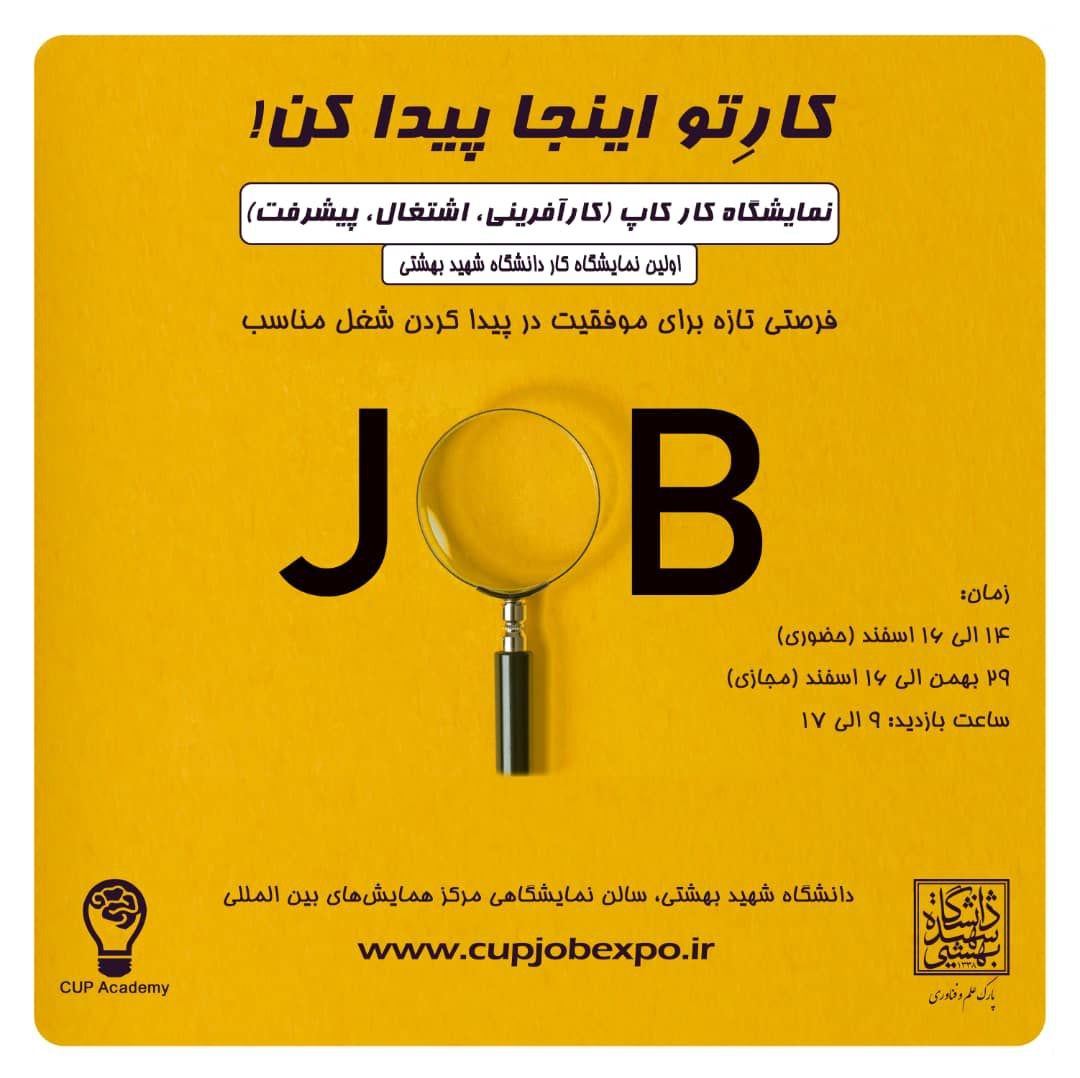 کارِتو اینجا پیدا کن!
نمایشگاه کار کاپ (کارآفرینی، اشتغال، پیشرفت)
اولین نمایشگاه کار دانشگاه شهید بهشتی
فرصتی تازه برای موفقیت در پیدا کردن شغل مناسب
JOB
زمان:
۱۴ الی ۱۶ اسفند (حضوری)
۲۹ بهمن الی ۱۶ اسفند (مجازی)
ساعت بازدید: ۹ الی ۱۷
دانشگاه شهید بهشتی، سالن نمایشگاهی مرکز همایش‌های بین المللی
www.cupjobexpo.ir
CUP Academy
دانشگاه
شهید
بهشتی
۱۳۳۸
پارک علم و فناوری